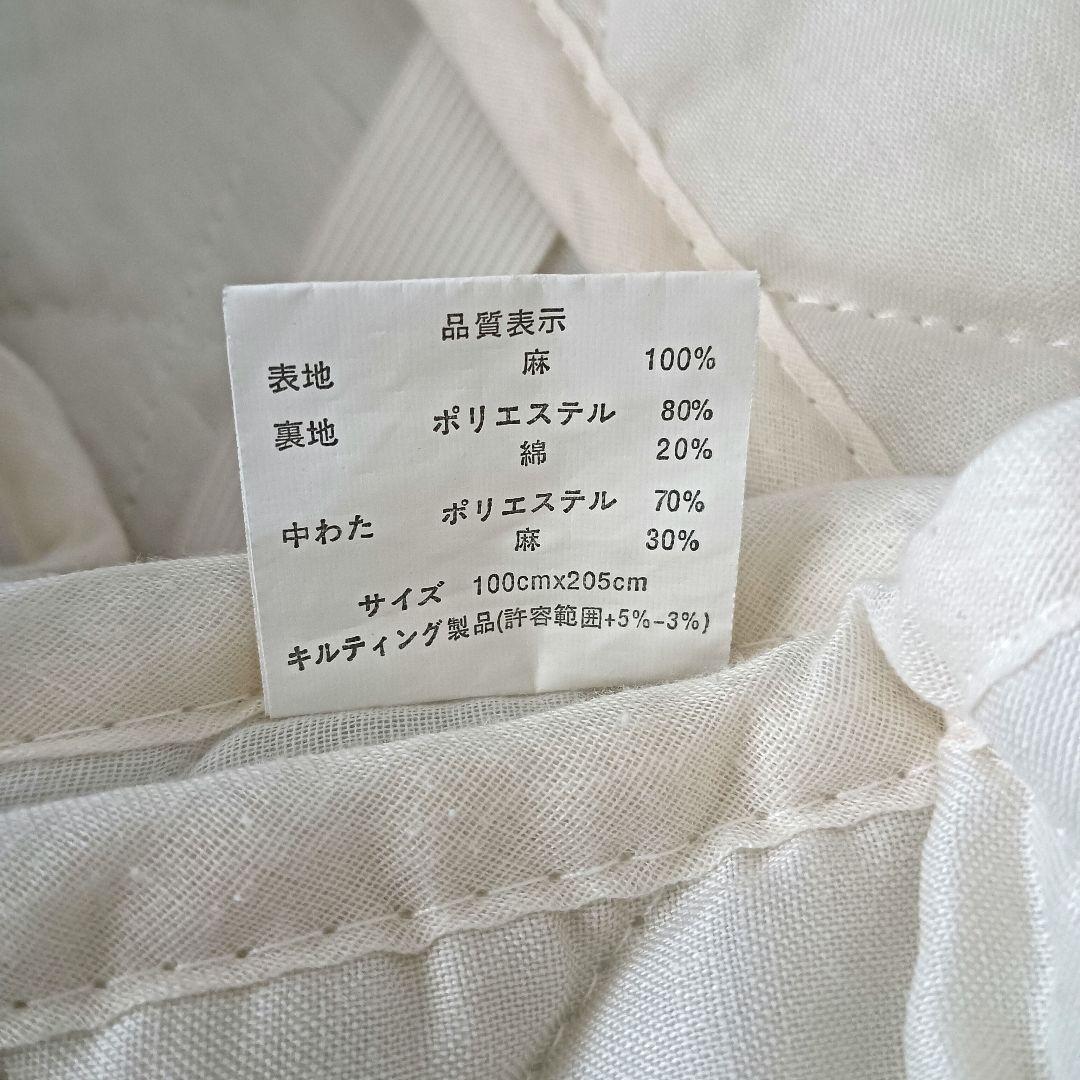 品質表示
表地 麻 100%
裏地 ポリエステル 80%
綿 20%
中わた ポリエステル 70%
麻 30%
サイズ 100cmx205cm
キルティング製品(許容範囲+5%-3%)